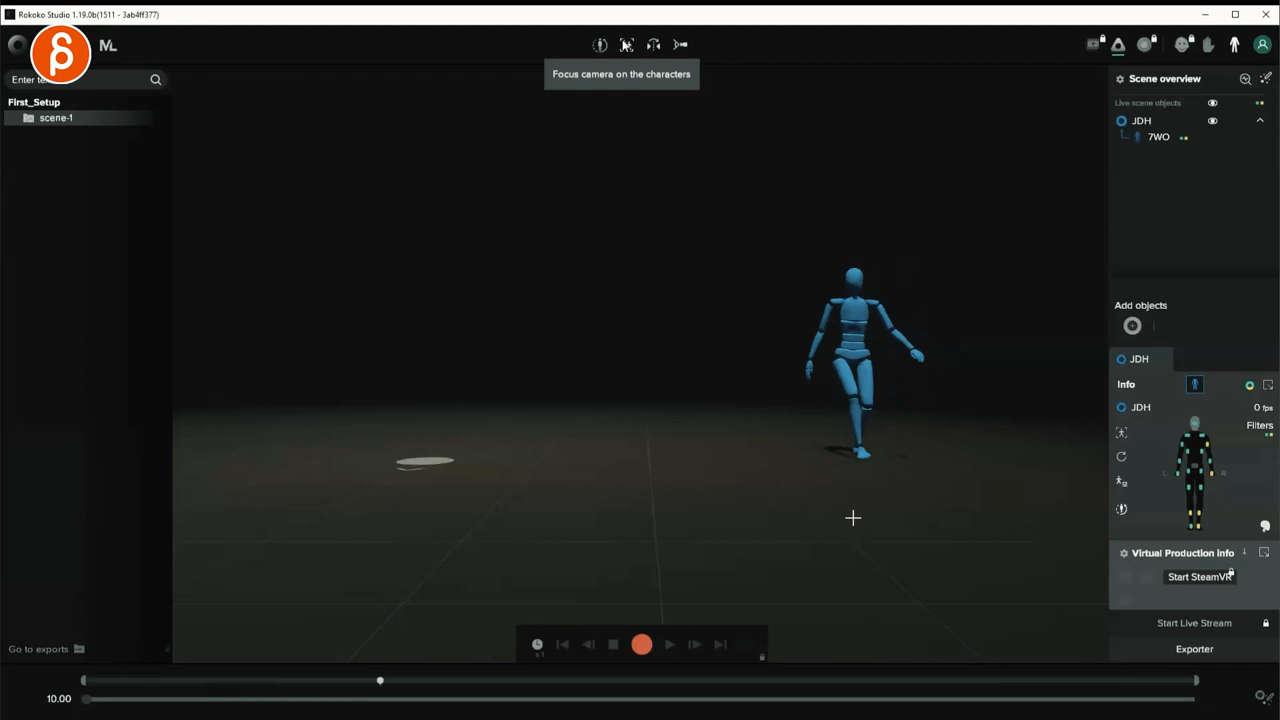 Rokoko Studio 1.19.0b(1511 - 3ab4ff377)
ML
Focus camera on the characters
Enter te
First_Setup
scene-1
Scene overview
Live scene objects
JDH
7WO
Add objects
JDH
Info
JDH
0 fps
Filters
L
R
Virtual Production Info
Start SteamVR
Start Live Stream
Exporter
Go to exports
10.00